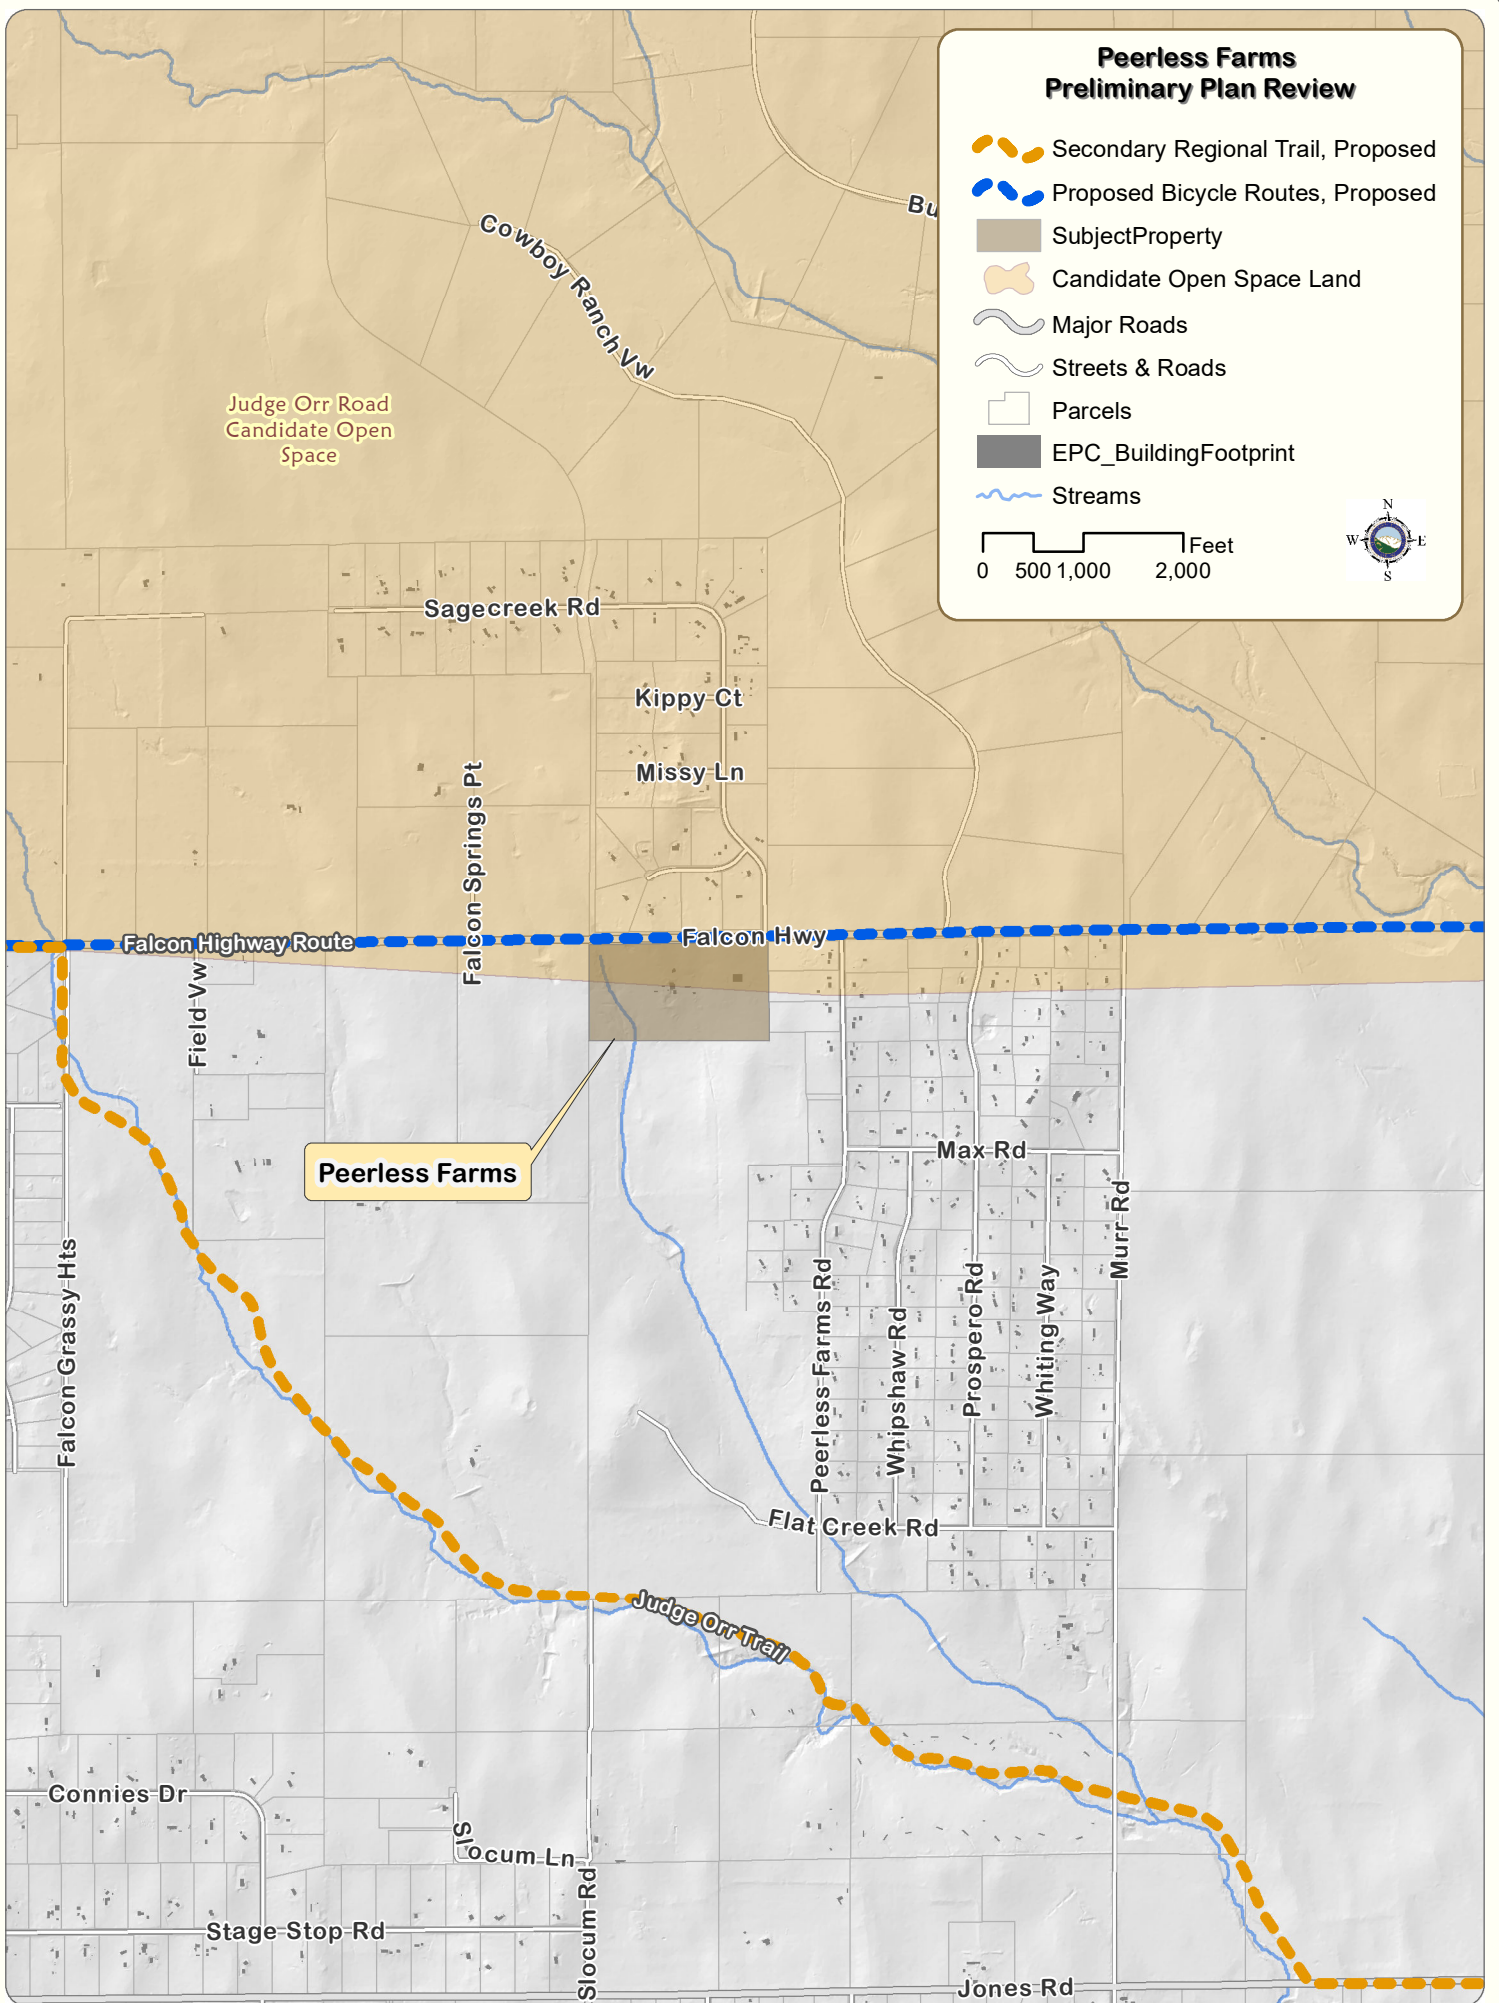 Peerless Farms
Preliminary Plan Review
Secondary Regional Trail, Proposed
Proposed Bicycle Routes, Proposed
SubjectProperty
Candidate Open Space Land
Major Roads
Streets & Roads
Parcels
EPC_BuildingFootprint
Streams
Feet
0 500 1,000 2,000
N
W E
S
Bu
Cowboy Ranch Vw
Judge Orr Road
Candidate Open
Space
Sagecreek Rd
Kippy Ct
Missy Ln
Falcon Springs Pt
Falcon Highway Route
Falcon Hwy
Field Vw
Peerless Farms
Max Rd
Murr Rd
Falcon Grassy Hts
Peerless Farms Rd
Whipshaw Rd
Prospero Rd
Whiting Way
Flat Creek Rd
Judge Orr Trail
Connies Dr
Slocum Ln
Slocum Rd
Stage Stop Rd
Jones Rd